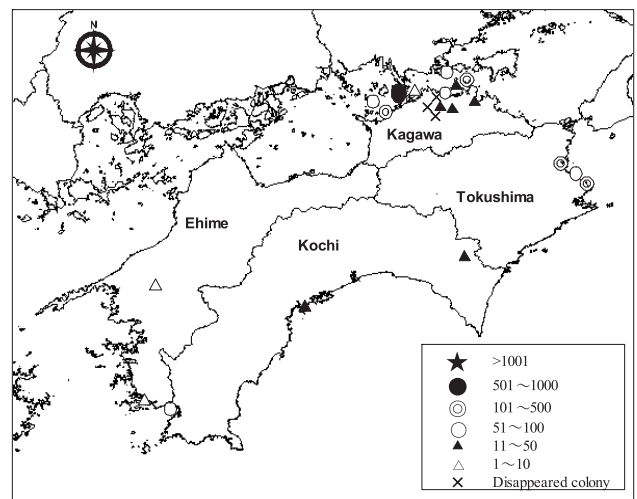 N
Kagawa
Tokushima
Ehime
Kochi
>1001
501～1000
101～500
51～100
11～50
1～10
Disappeared colony